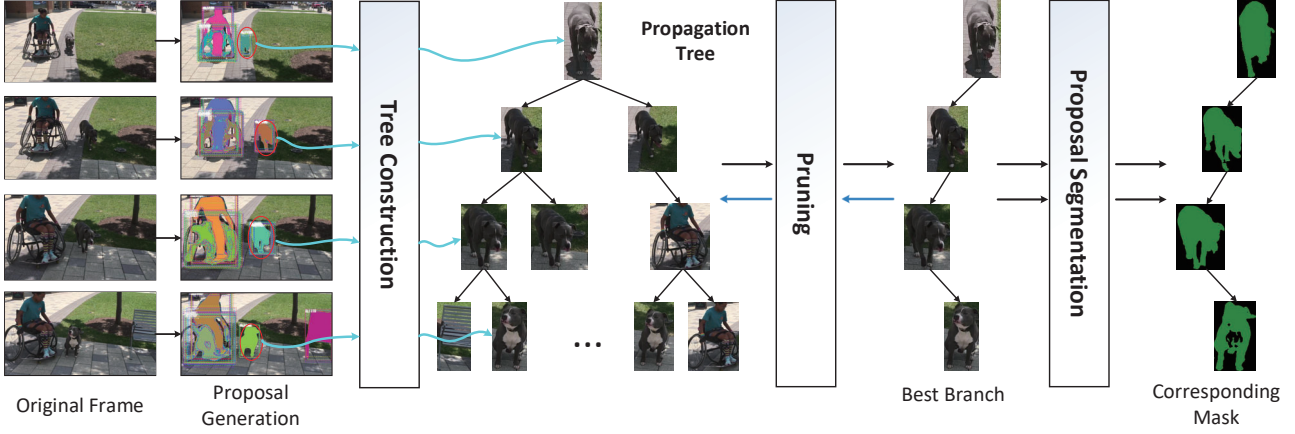 Propagation
Tree
Tree Construction
Pruning
Proposal Segmentation
...
Original Frame
Proposal
Generation
Best Branch
Corresponding
Mask